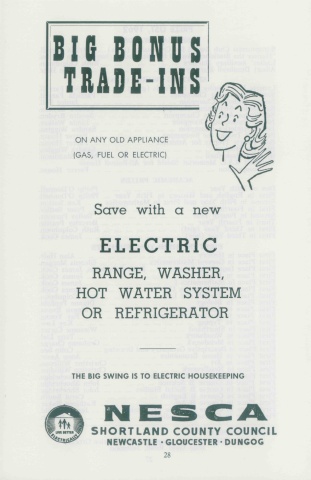 BIG BONUS
TRADE-INS
ON ANY OLD APPLIANCE
(GAS, FUEL OR ELECTRIC)
Save with a new
ELECTRIC
RANGE, WASHER,
HOT WATER SYSTEM
OR REFRIGERATOR
THE BIG SWING IS TO ELECTRIC HOUSEKEEPING
NESCA
SHORTLAND COUNTY COUNCIL
NEWCASTLE · GLOUCESTER · DUNGOG
28